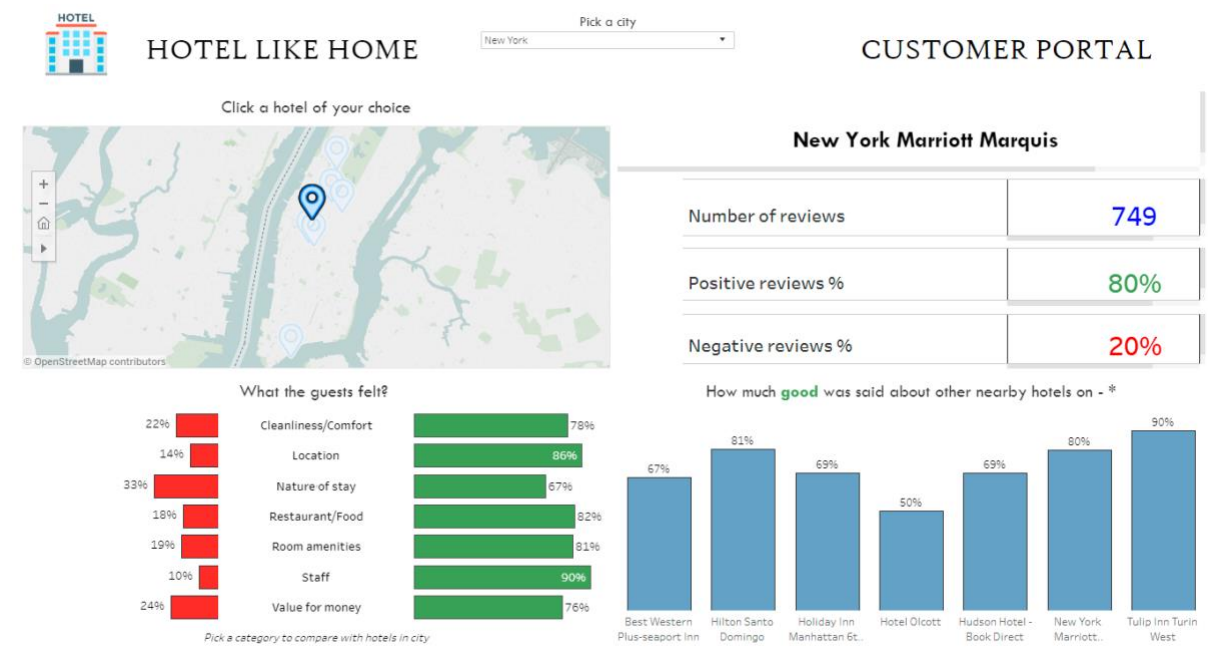 HOTEL
HOTEL LIKE HOME
Pick a city
New York
CUSTOMER PORTAL
Click a hotel of your choice
+
−
© OpenStreetMap contributors
New York Marriott Marquis
Number of reviews 749
Positive reviews % 80%
Negative reviews % 20%
What the guests felt?
22% Cleanliness/Comfort 78%
14% Location 86%
33% Nature of stay 67%
18% Restaurant/Food 82%
19% Room amenities 81%
10% Staff 90%
24% Value for money 76%
Pick a category to compare with hotels in city
How much good was said about other nearby hotels on - *
67%
81%
69%
50%
69%
80%
90%
Best Western
Plus-seaport Inn
Hilton Santo
Domingo
Holiday Inn
Manhattan 6t..
Hotel Olcott
Hudson Hotel -
Book Direct
New York
Marriott..
Tulip Inn Turin
West